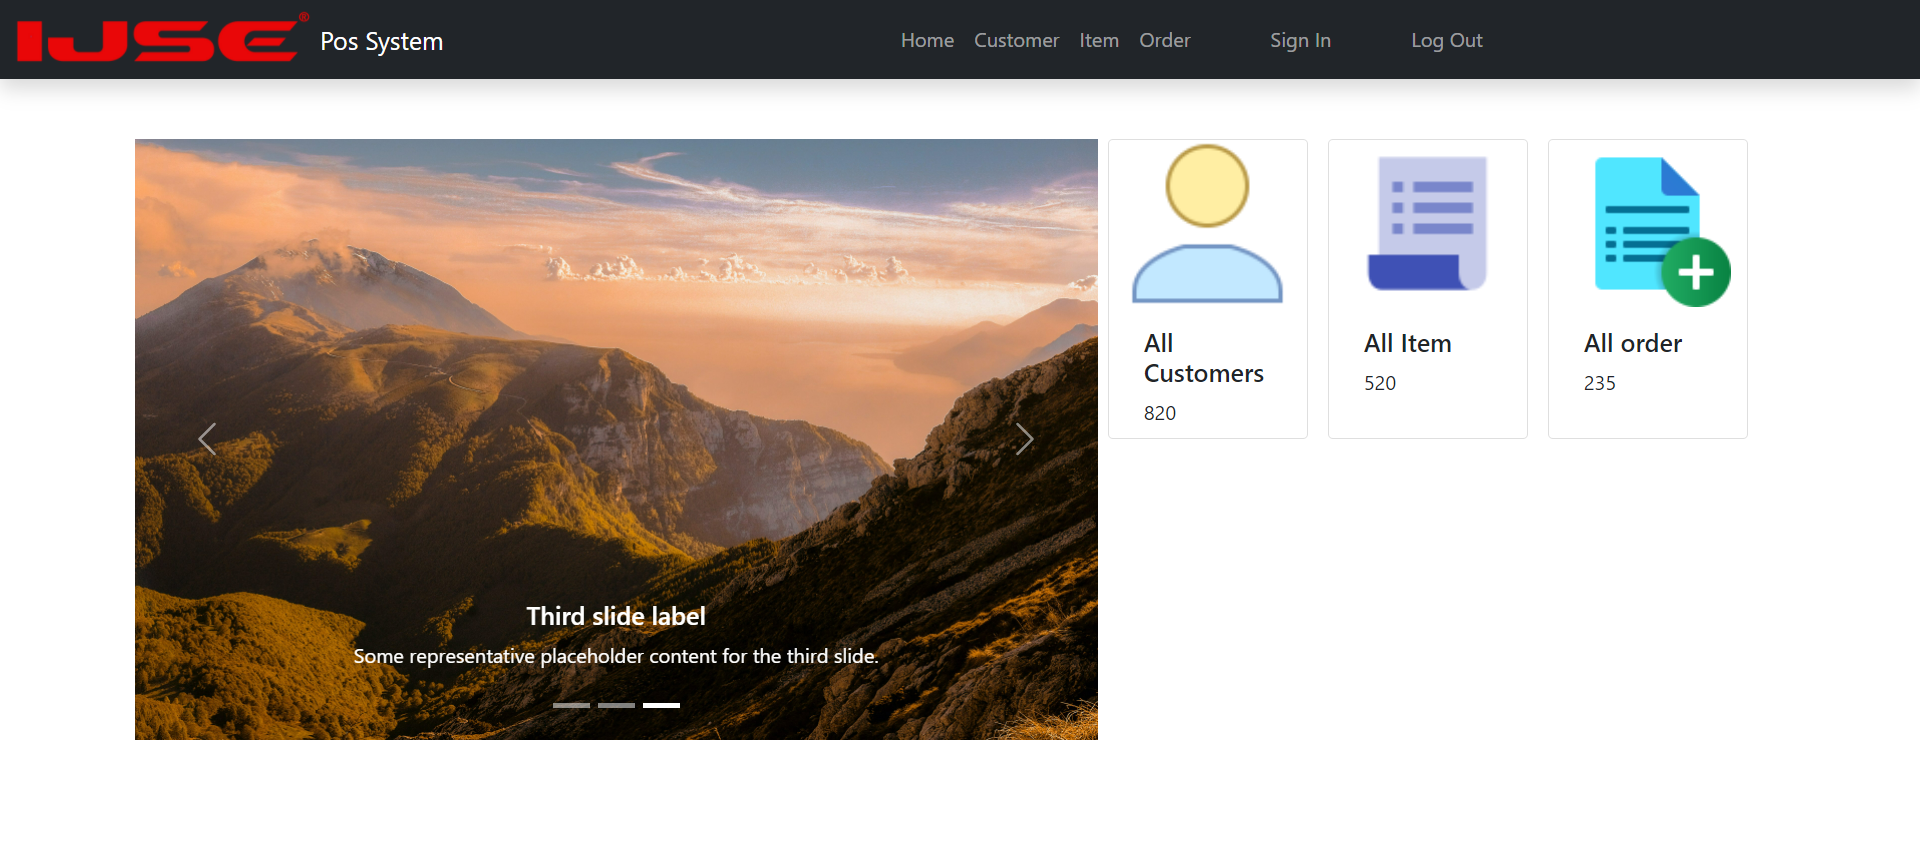 IJSE® Pos System Home Customer Item Order Sign In Log Out
Third slide label
Some representative placeholder content for the third slide.
All
Customers
820
All Item
520
All order
235